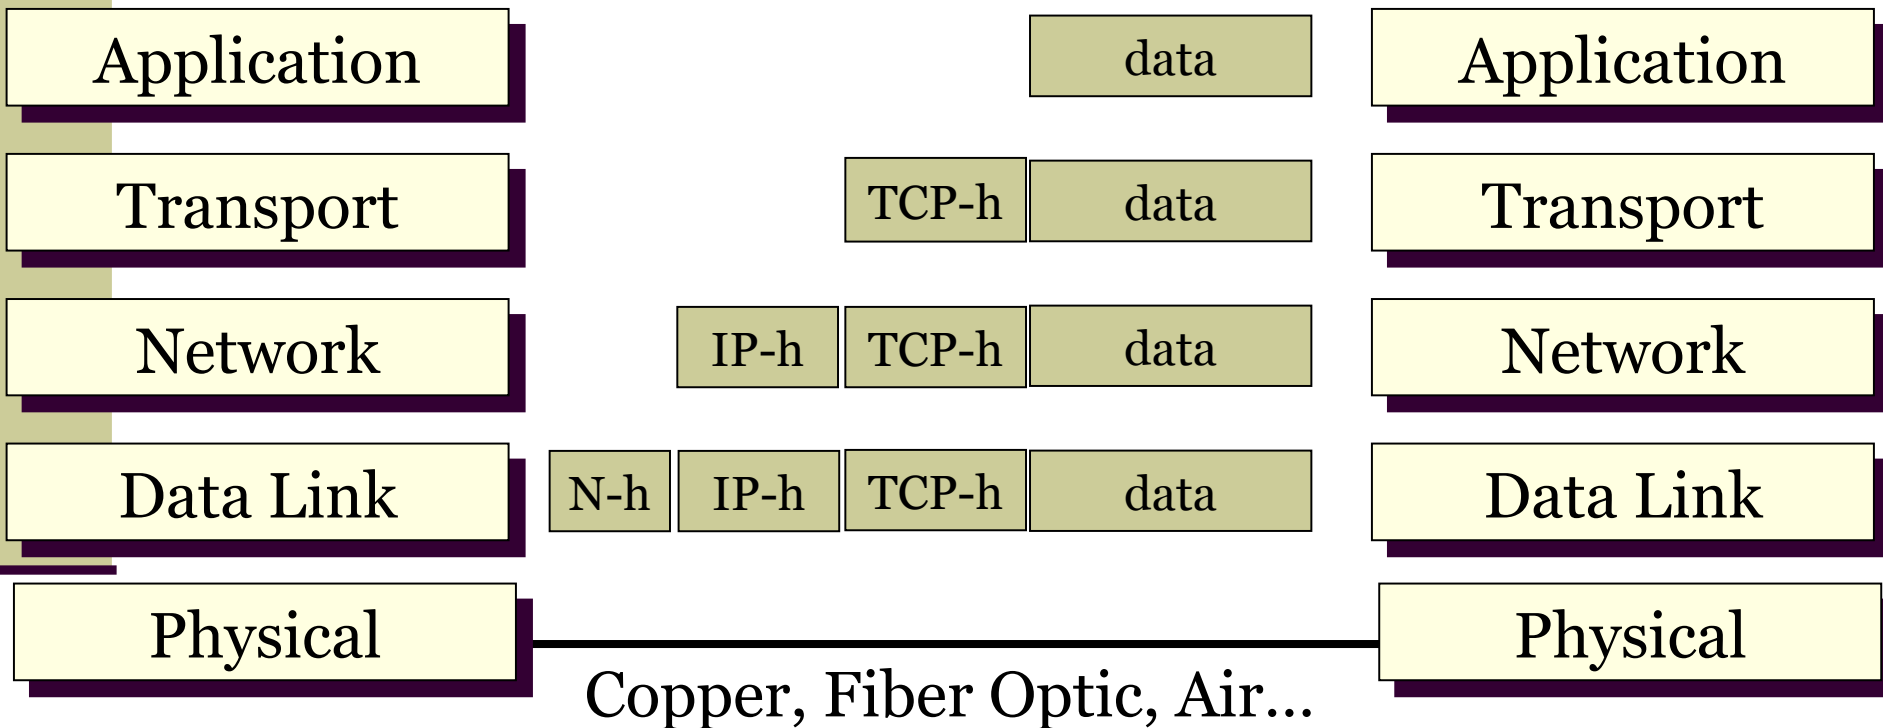 Application data Application
Transport TCP-h data Transport
Network IP-h TCP-h data Network
Data Link N-h IP-h TCP-h data Data Link
Physical Physical
Copper, Fiber Optic, Air...